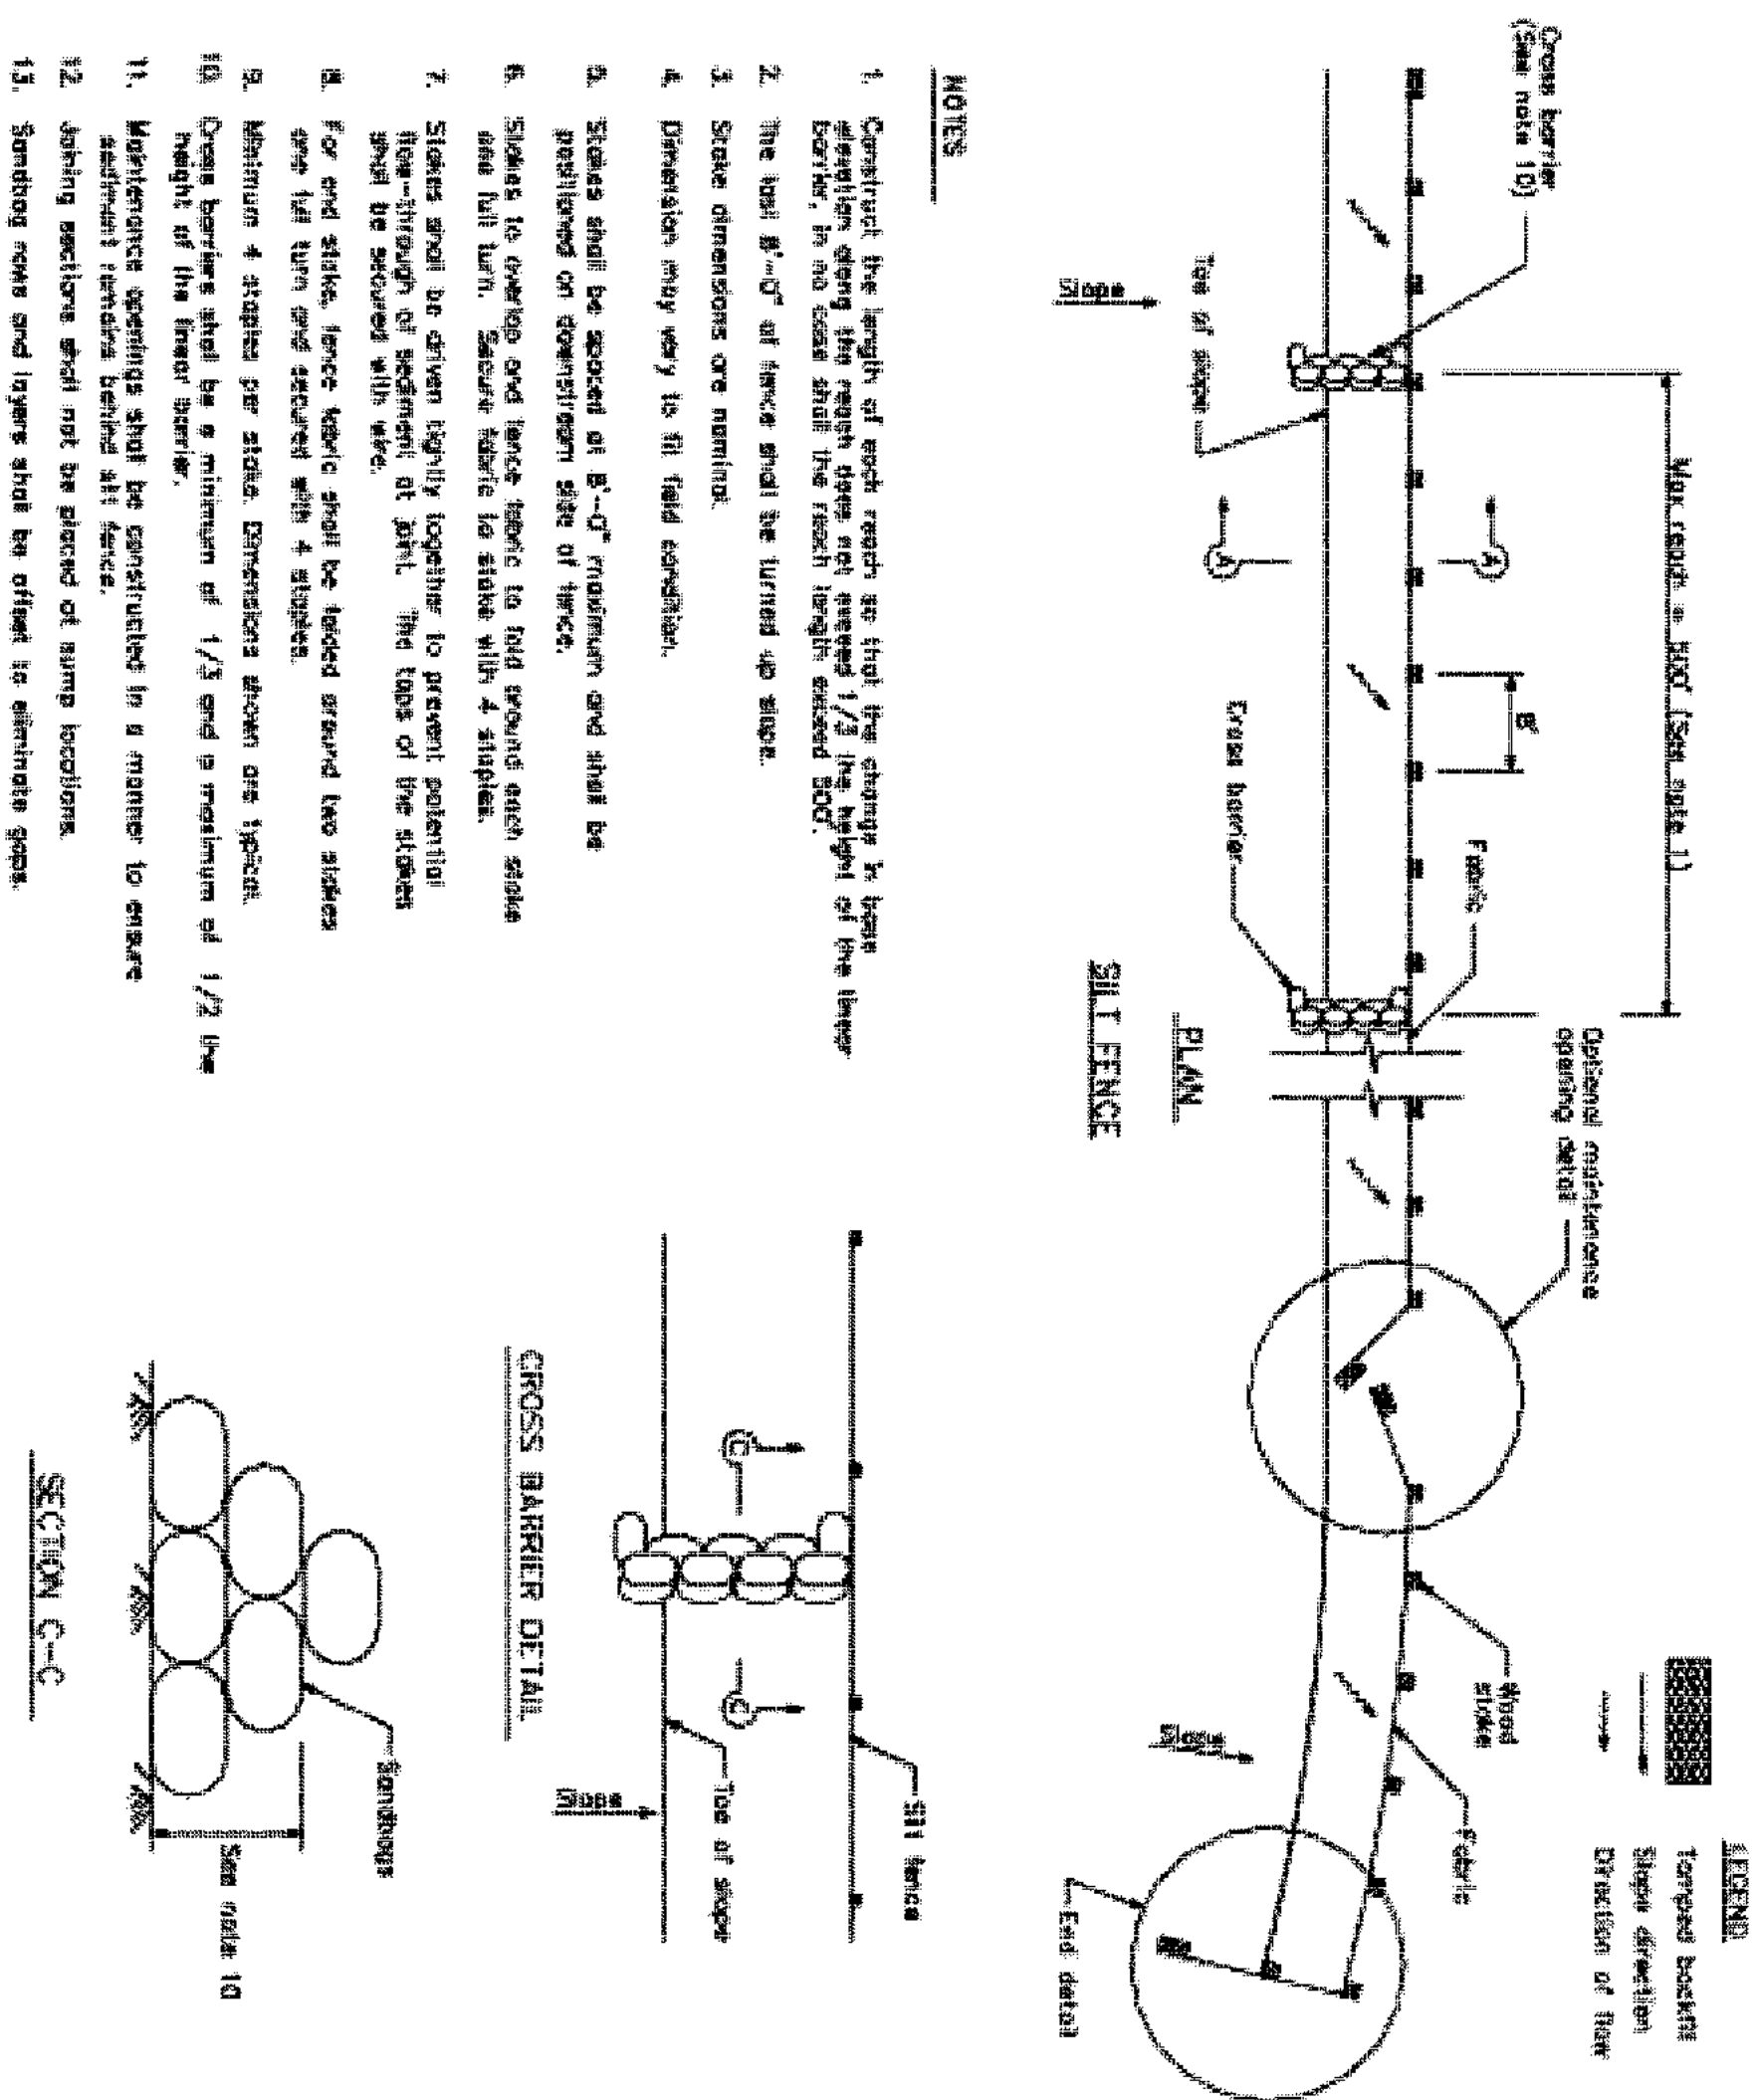 LEGEND
Tamped backfill
Slope direction
Direction of flow
Max reach = 500' (See note 1)
Cross barrier
(See note 10)
8'
Optional maintenance
opening detail
Wood
stake
Fabric
Fabric
A
A
Toe of slope
Slope
Cross barrier
Slope
End detail
PLAN
SILT FENCE
NOTES
1. Construct the length of each reach so that the change in base
elevation along the reach does not exceed 1/3 the height of the linear
barrier, in no case shall the reach length exceed 500'.
2. The last 8'-0" of fence shall be turned up slope.
3. Stake dimensions are nominal.
4. Dimension may vary to fit field condition.
5. Stakes shall be spaced at 8'-0" maximum and shall be
positioned on downstream side of fence.
6. Stakes to overlap and fence fabric to fold around each stake
one full turn. Secure fabric to stake with 4 staples.
7. Stakes shall be driven tightly together to prevent potential
flow-through of sediment at joint. The tops of the stakes
shall be secured with wire.
8. For end stake, fence fabric shall be folded around two stakes
one full turn and secured with 4 staples.
9. Minimum 4 staples per stake. Dimensions shown are typical.
10 Cross barriers shall be a minimum of 1/3 and a maximum of 1/2 the
height of the linear barrier.
11. Maintenance openings shall be constructed in a manner to ensure
sediment remains behind silt fence.
12. Joining sections shall not be placed at sump locations.
13. Sandbag rows and layers shall be offset to eliminate gaps.
Silt fence
C
C
Toe of slope
Slope
CROSS BARRIER DETAIL
Sandbags
See note 10
SECTION C-C